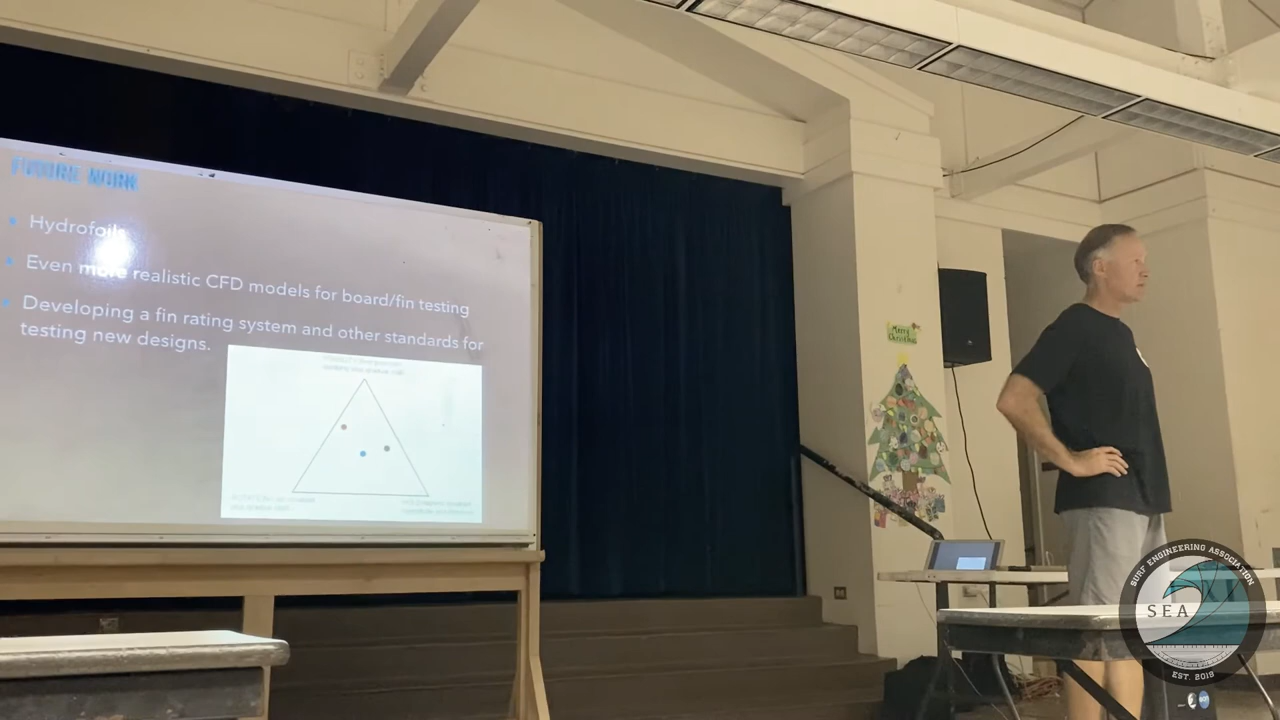 FUTURE WORK
Hydrofoils
Even more realistic CFD models for board/fin testing
Developing a fin rating system and other standards for
testing new designs.
Merry
Christmas
SURF ENGINEERING ASSOCIATION
SEA
EST. 2018